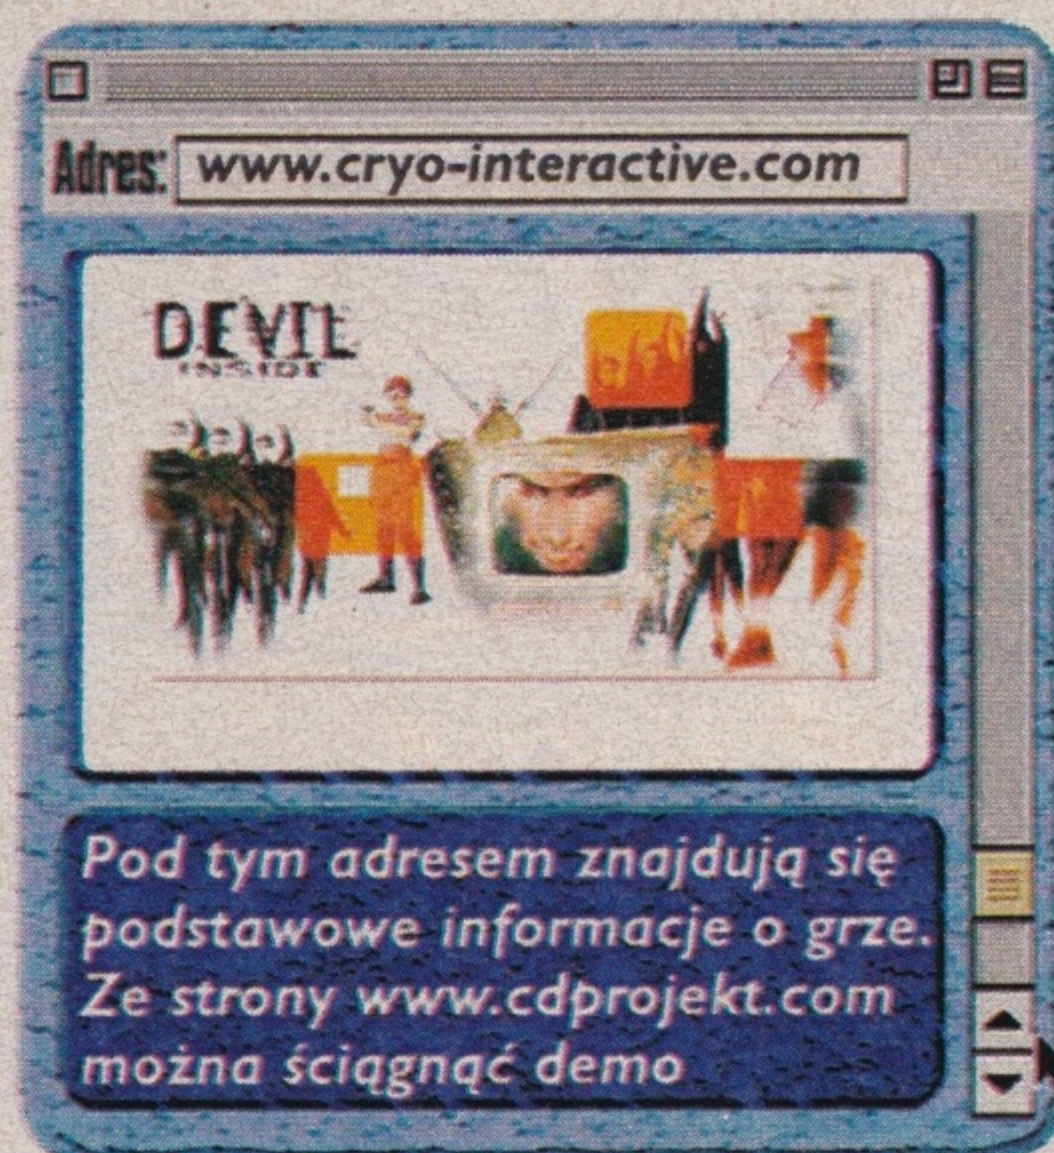 Adres: www.cryo-interactive.com
DEVIL
INSIDE
Pod tym adresem znajdują się
podstawowe informacje o grze.
Ze strony www.cdprojekt.com
można ściągnąć demo